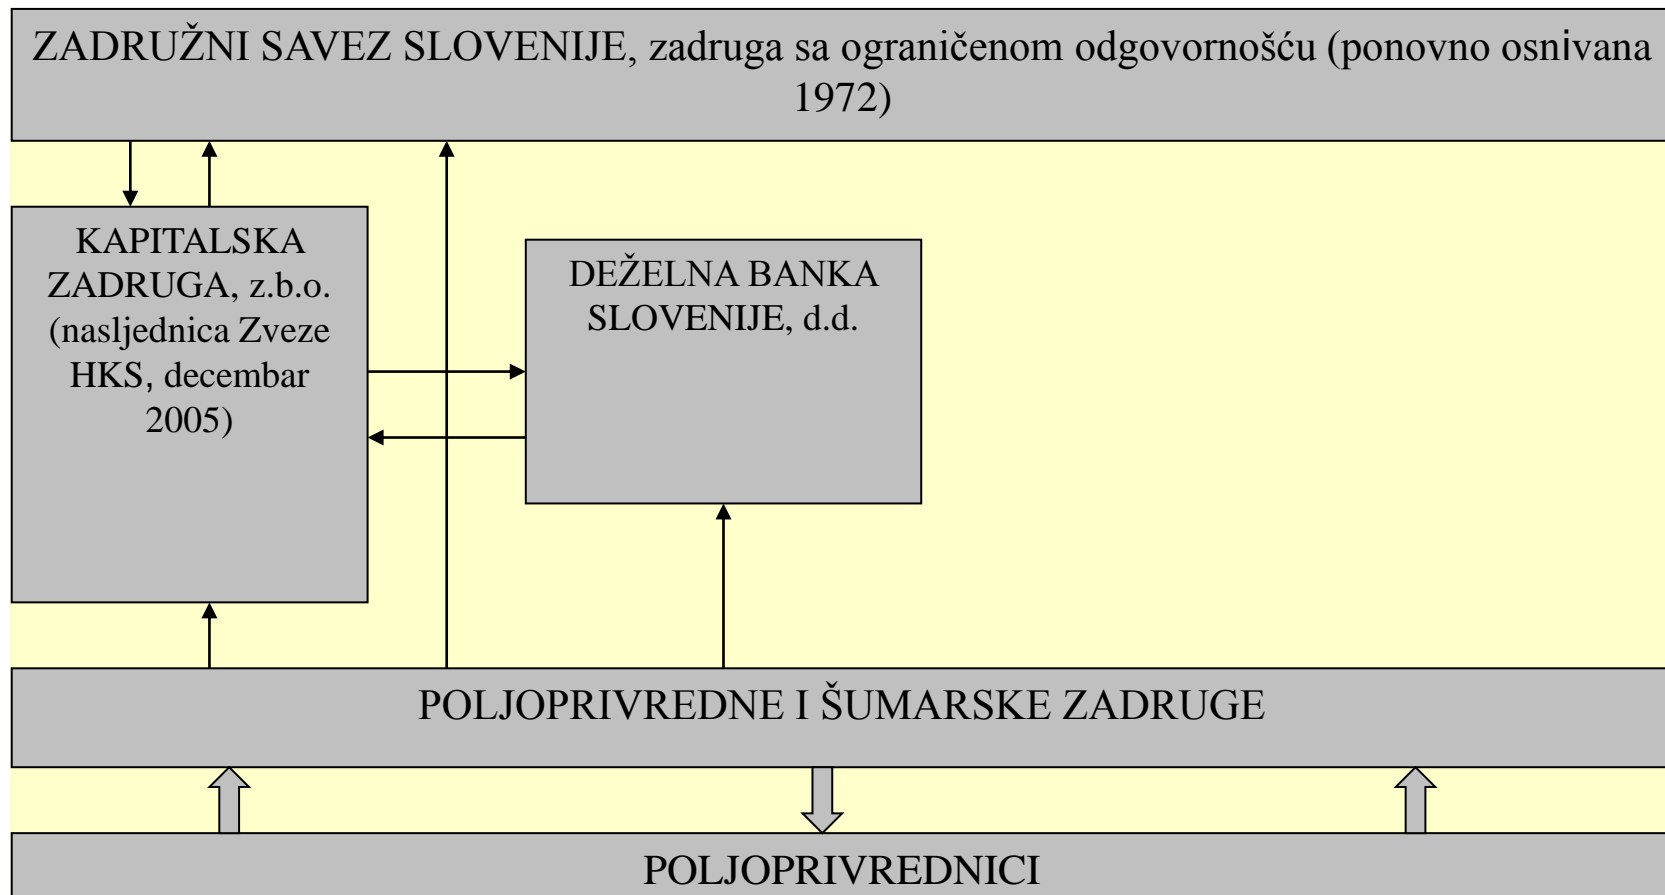 ZADRUŽNI SAVEZ SLOVENIJE, zadruga sa ograničenom odgovornošću (ponovno osnivana
1972)
KAPITALSKA
ZADRUGA, z.b.o.
(nasljednica Zveze
HKS, decembar
2005)
DEŽELNA BANKA
SLOVENIJE, d.d.
POLJOPRIVREDNE I ŠUMARSKE ZADRUGE
POLJOPRIVREDNICI